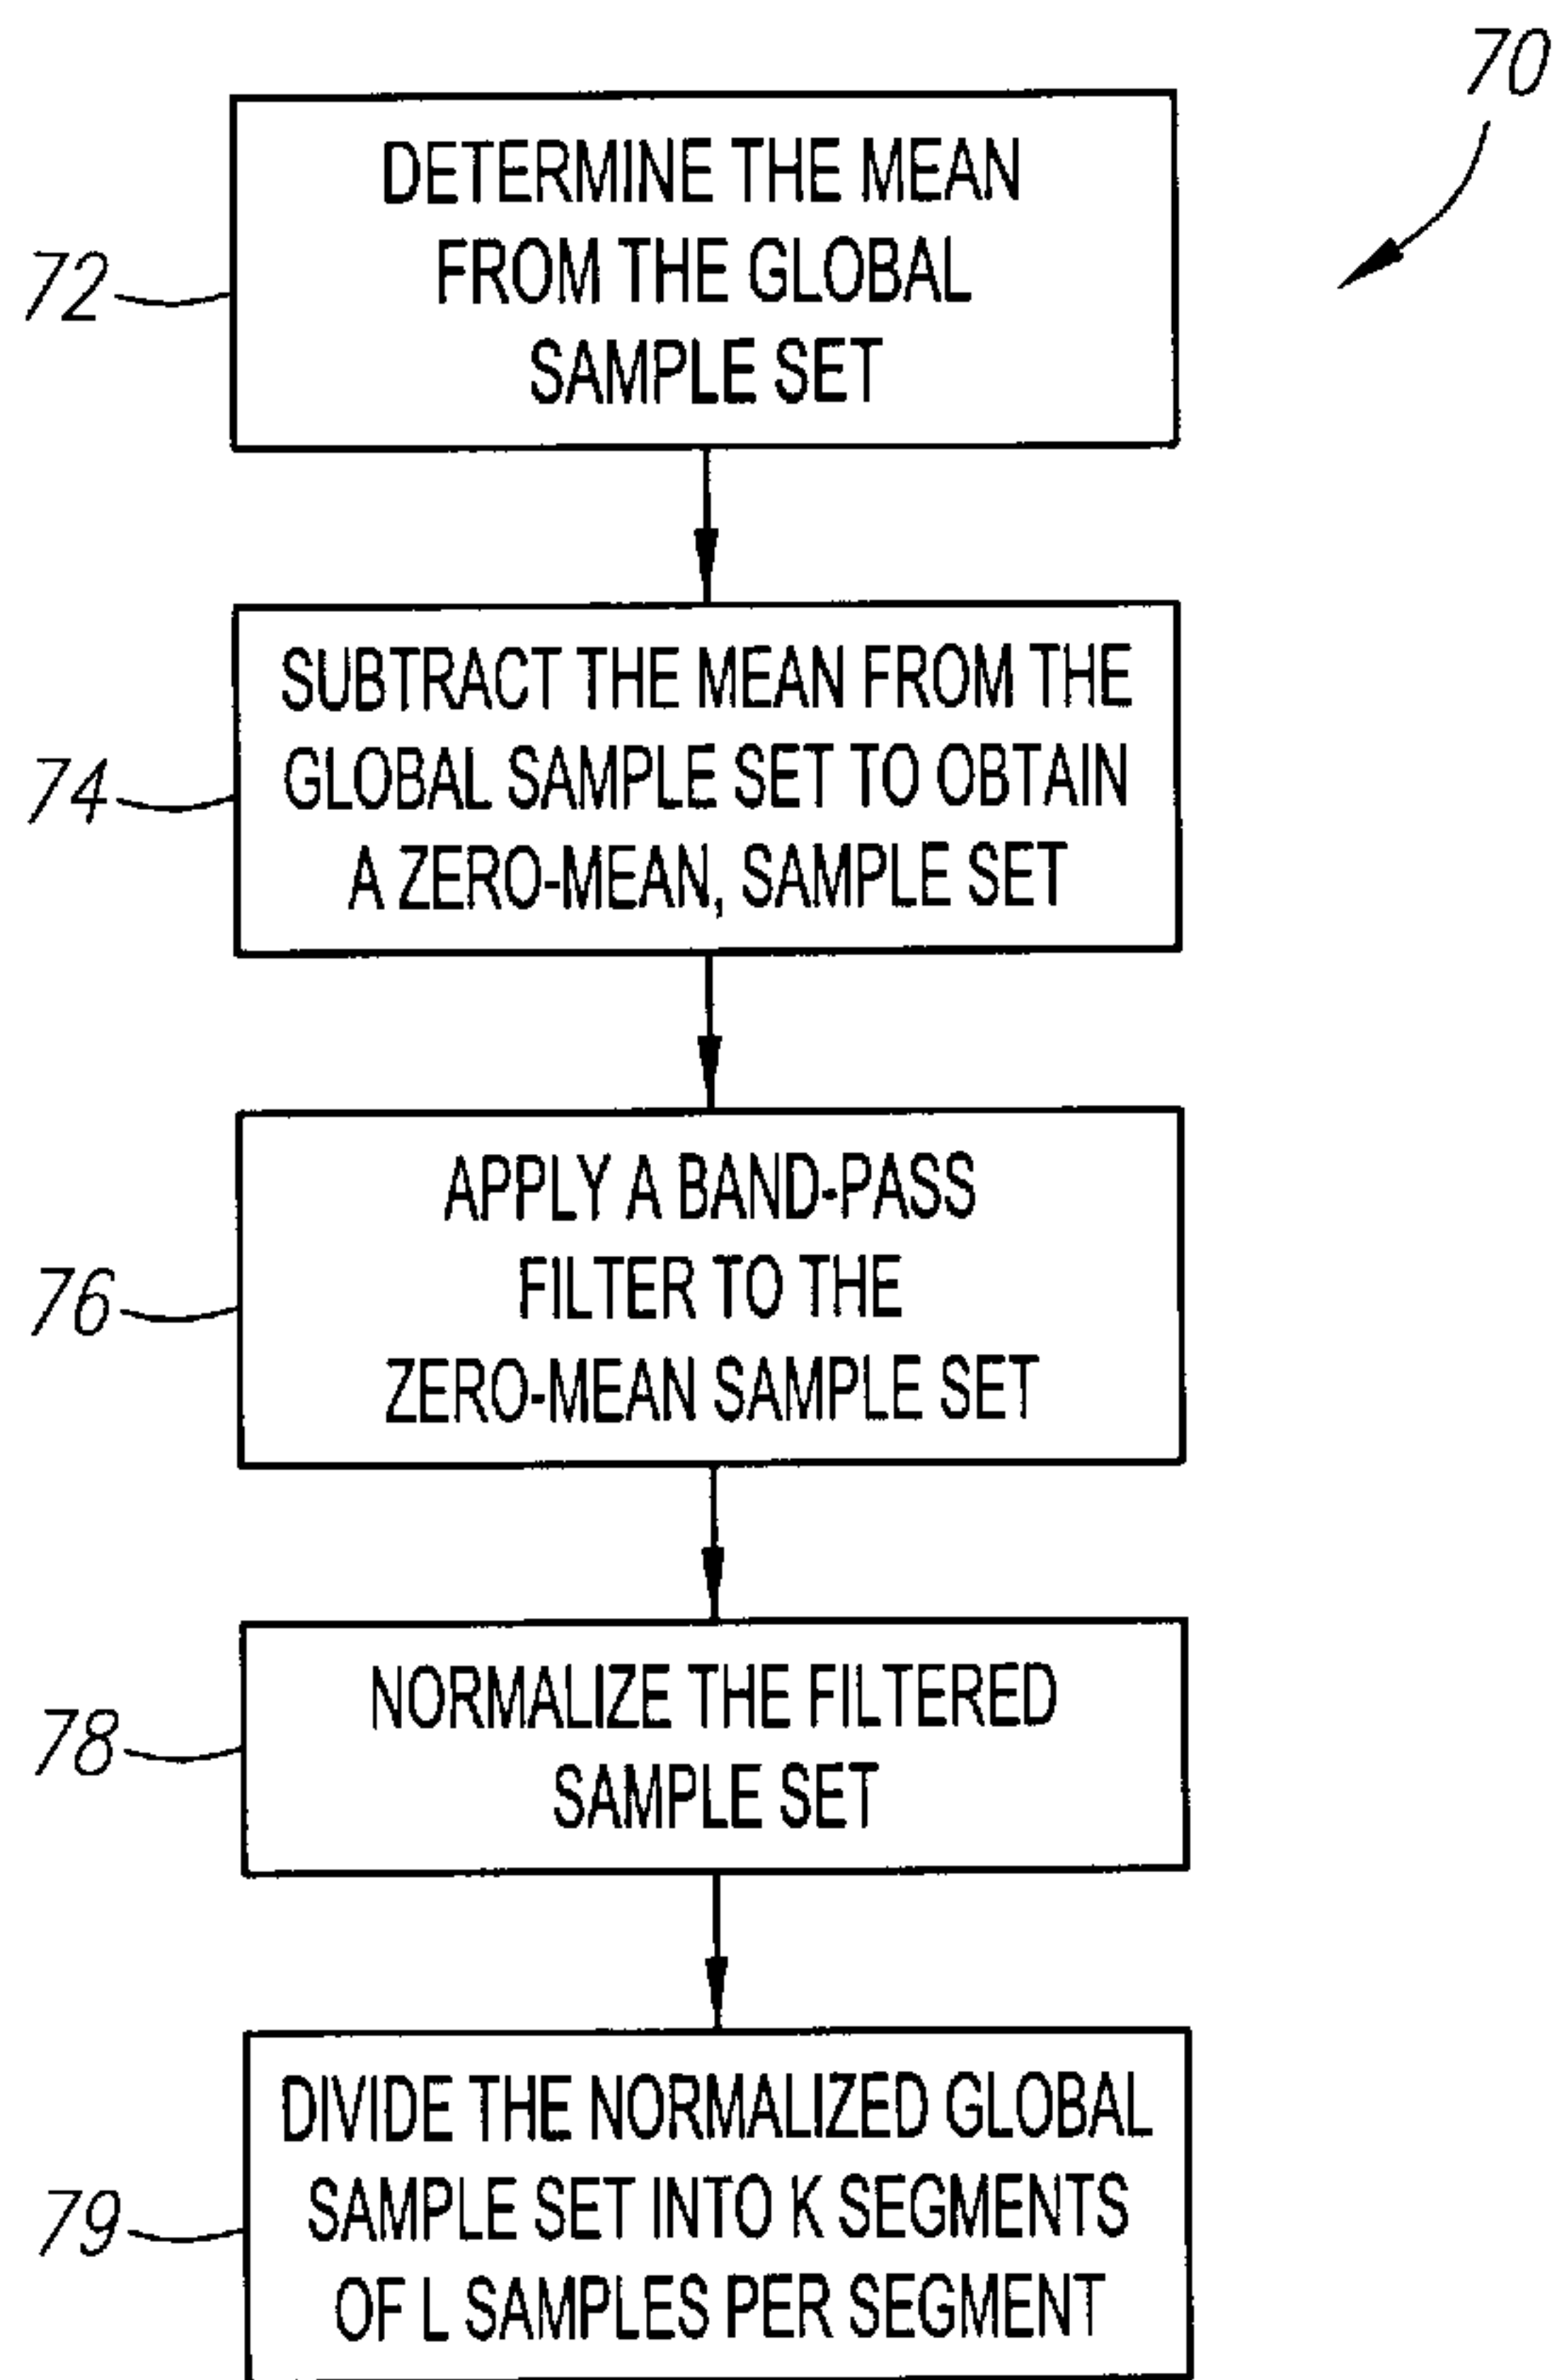 70
DETERMINE THE MEAN
FROM THE GLOBAL
SAMPLE SET
72
SUBTRACT THE MEAN FROM THE
GLOBAL SAMPLE SET TO OBTAIN
A ZERO-MEAN, SAMPLE SET
74
APPLY A BAND-PASS
FILTER TO THE
ZERO-MEAN SAMPLE SET
76
NORMALIZE THE FILTERED
SAMPLE SET
78
DIVIDE THE NORMALIZED GLOBAL
SAMPLE SET INTO K SEGMENTS
OF L SAMPLES PER SEGMENT
79